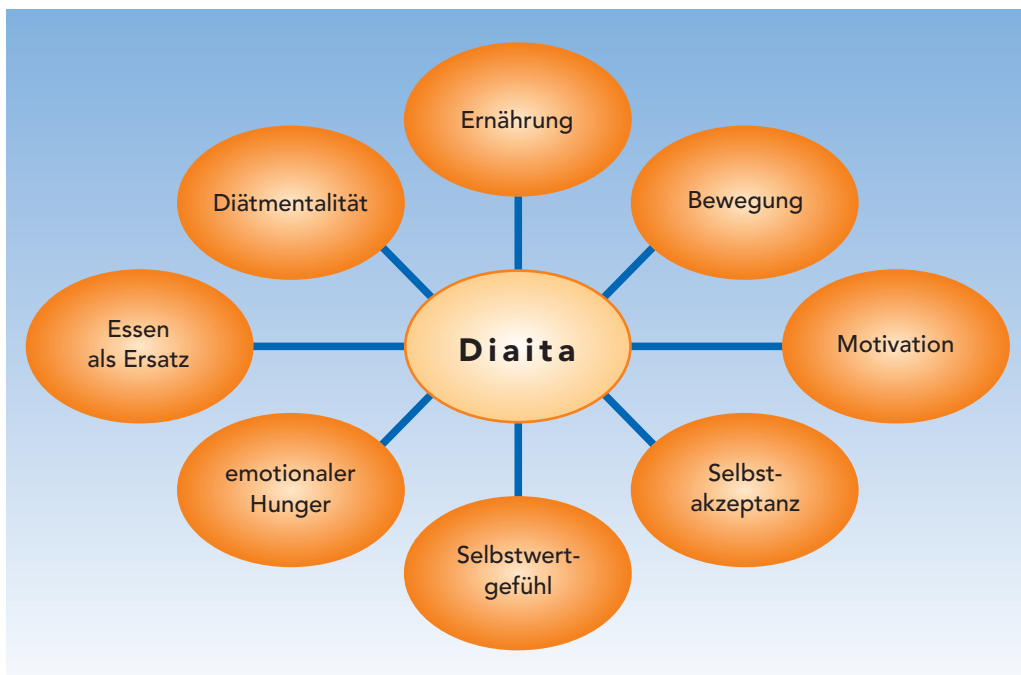 Ernährung
Diätmentalität
Bewegung
Essen
als Ersatz
Diaita
Motivation
emotionaler
Hunger
Selbst-
akzeptanz
Selbstwert-
gefühl